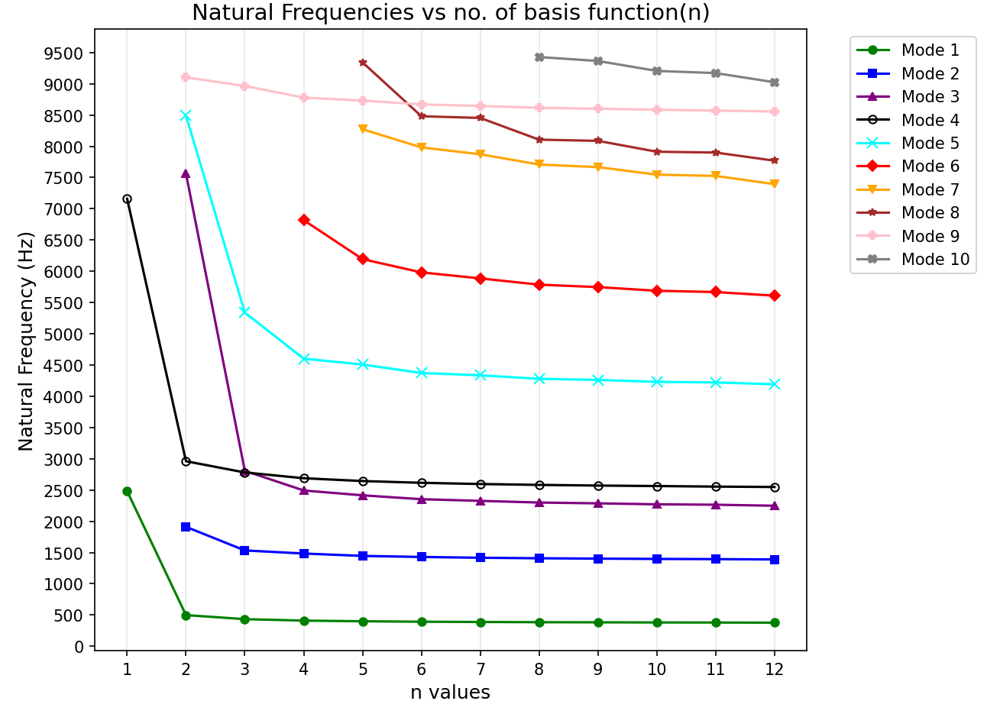 Natural Frequencies vs no. of basis function(n)
Natural Frequency (Hz)
9500
9000
8500
8000
7500
7000
6500
6000
5500
5000
4500
4000
3500
3000
2500
2000
1500
1000
500
0
1 2 3 4 5 6 7 8 9 10 11 12
n values
Mode 1
Mode 2
Mode 3
Mode 4
Mode 5
Mode 6
Mode 7
Mode 8
Mode 9
Mode 10